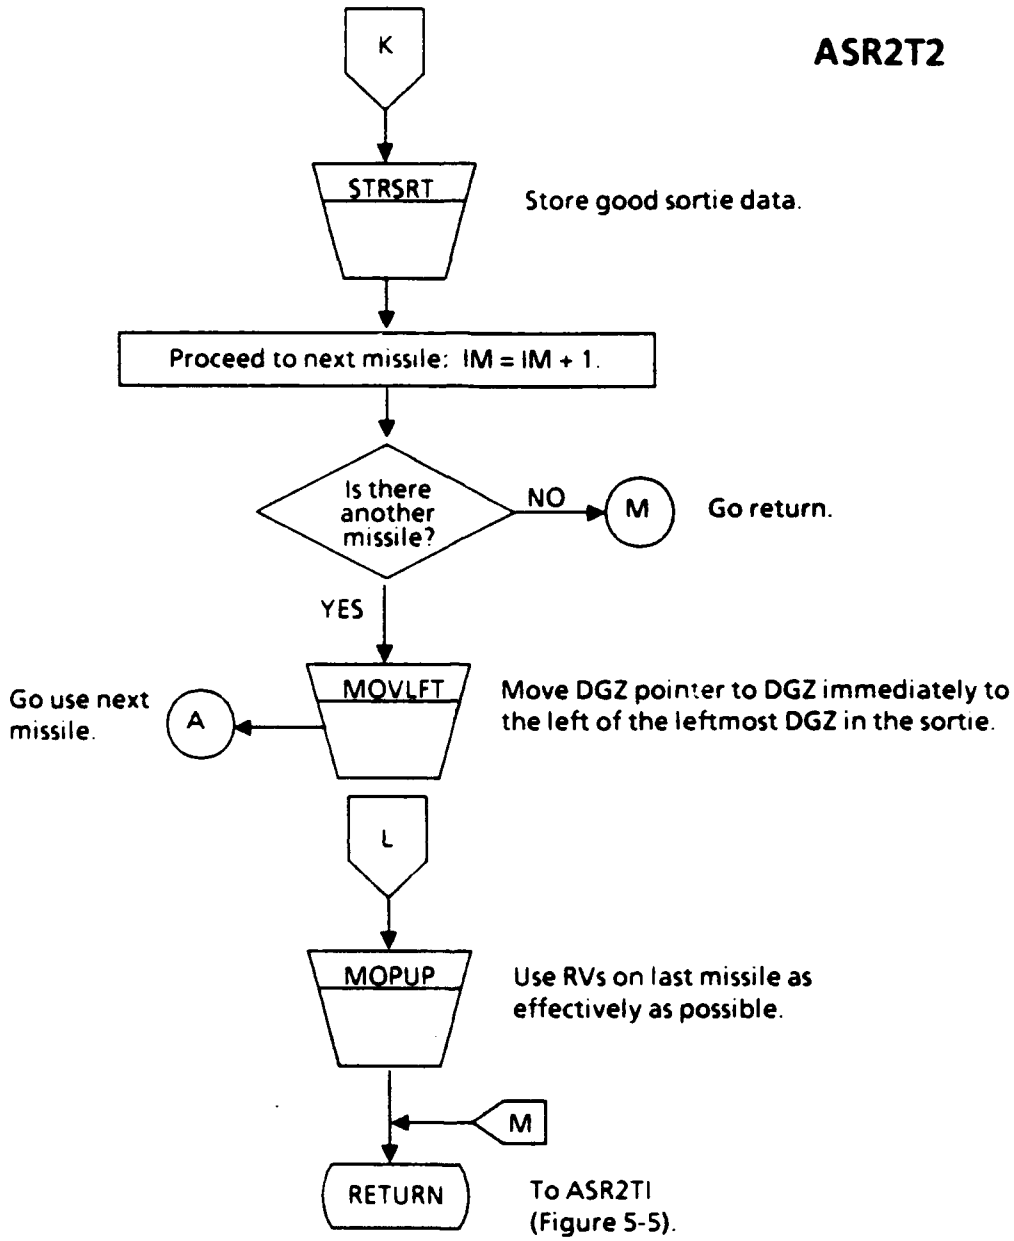 ASR2T2
K
STRSRT
Store good sortie data.
Proceed to next missile: IM = IM + 1.
Is there
another
missile?
NO
M
Go return.
YES
MOVLFT
Move DGZ pointer to DGZ immediately to
the left of the leftmost DGZ in the sortie.
Go use next
missile.
A
L
MOPUP
Use RVs on last missile as
effectively as possible.
M
RETURN
To ASR2TI
(Figure 5-5).